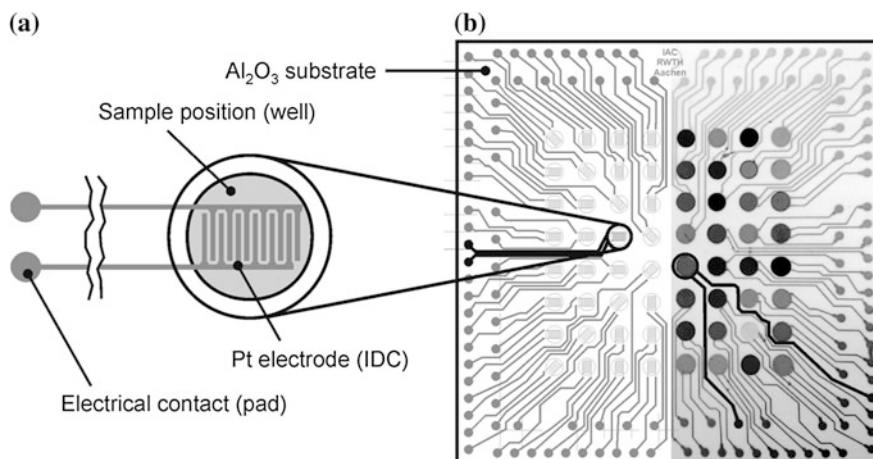 (a)
(b)
Al₂O₃ substrate
IAC
RWTH
Aachen
Sample position (well)
Pt electrode (IDC)
Electrical contact (pad)